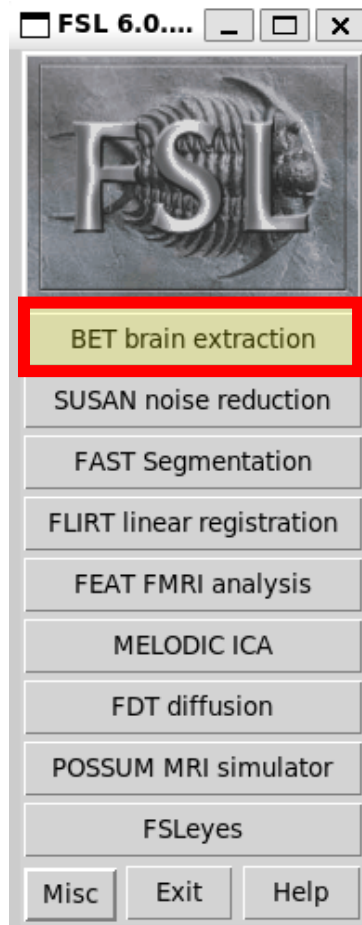 FSL 6.0....
FSL
BET brain extraction
SUSAN noise reduction
FAST Segmentation
FLIRT linear registration
FEAT FMRI analysis
MELODIC ICA
FDT diffusion
POSSUM MRI simulator
FSLeyes
Misc Exit Help